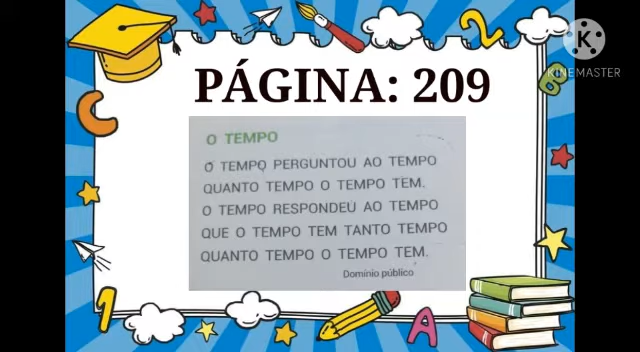 KINEMASTER
PÁGINA: 209
O TEMPO
O TEMPO PERGUNTOU AO TEMPO
QUANTO TEMPO O TEMPO TEM.
O TEMPO RESPONDEU AO TEMPO
QUE O TEMPO TEM TANTO TEMPO
QUANTO TEMPO O TEMPO TEM.
Domínio público